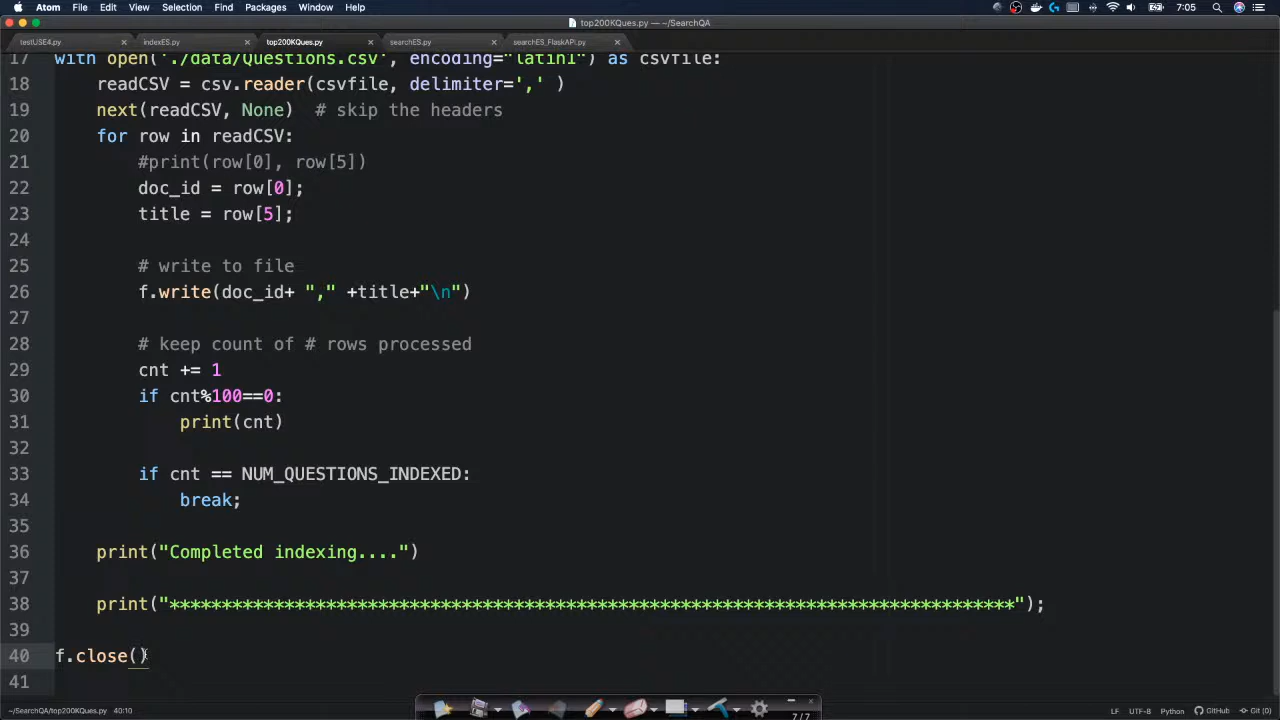 Atom File Edit View Selection Find Packages Window Help 7:05
top200KQues.py — ~/SearchQA
testUSE4.py indexES.py top200KQues.py searchES.py searchES_FlaskAPI.py
17 with open('./data/Questions.csv', encoding="latin1") as csvfile:
18 readCSV = csv.reader(csvfile, delimiter=',' )
19 next(readCSV, None) # skip the headers
20 for row in readCSV:
21 #print(row[0], row[5])
22 doc_id = row[0];
23 title = row[5];
24
25 # write to file
26 f.write(doc_id+ "," +title+"\n")
27
28 # keep count of # rows processed
29 cnt += 1
30 if cnt%100==0:
31 print(cnt)
32
33 if cnt == NUM_QUESTIONS_INDEXED:
34 break;
35
36 print("Completed indexing....")
37
38 print("*********************************************************************************");
39
40 f.close()
41
~/SearchQA/top200KQues.py 40:10 LF UTF-8 Python GitHub Git (0)
7/7